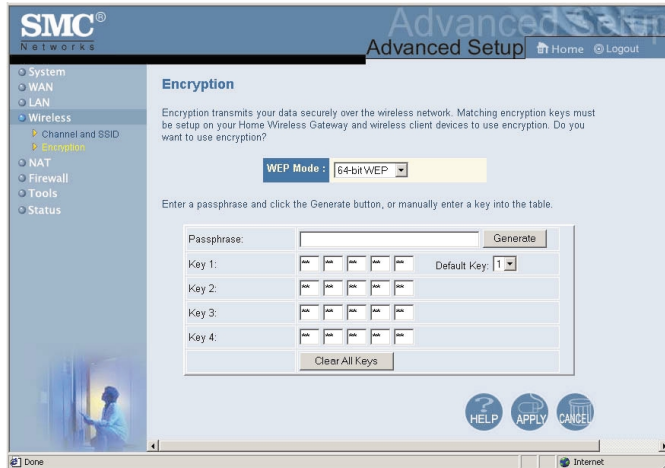 SMC®
Networks
Advanced Setup
Advanced Setup
Home
Logout
System
WAN
LAN
Wireless
Channel and SSID
Encryption
NAT
Firewall
Tools
Status
Encryption
Encryption transmits your data securely over the wireless network. Matching encryption keys must
be setup on your Home Wireless Gateway and wireless client devices to use encryption. Do you
want to use encryption?
WEP Mode : 64-bit WEP
Enter a passphrase and click the Generate button, or manually enter a key into the table.
Passphrase: Generate
Key 1: ** ** ** ** ** Default Key: 1
Key 2: ** ** ** ** **
Key 3: ** ** ** ** **
Key 4: ** ** ** ** **
Clear All Keys
HELP APPLY CANCEL
Done Internet